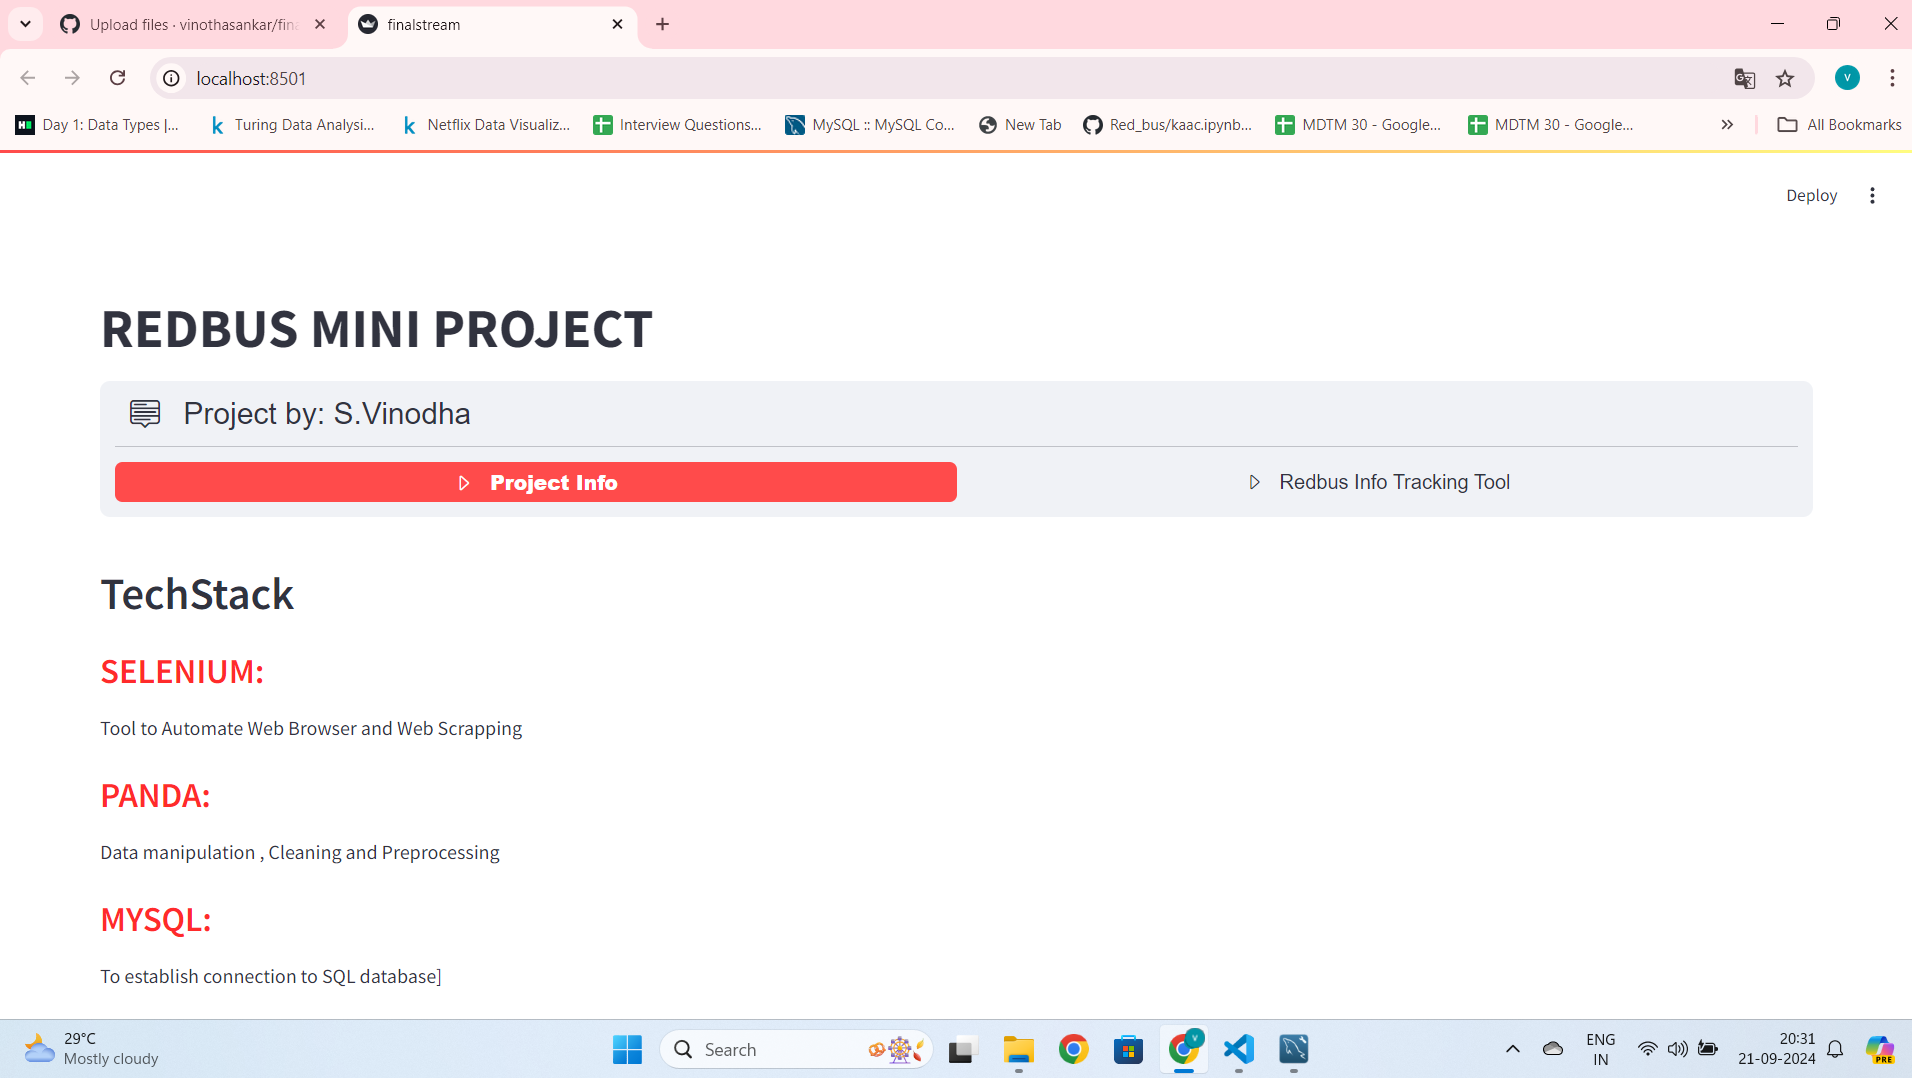 Upload files · vinothasankar/fina
finalstream
localhost:8501
Day 1: Data Types |...
Turing Data Analysi...
Netflix Data Visualiz...
Interview Questions...
MySQL :: MySQL Co...
New Tab
Red_bus/kaac.ipynb...
MDTM 30 - Google...
MDTM 30 - Google...
All Bookmarks
Deploy
REDBUS MINI PROJECT
Project by: S.Vinodha
Project Info
Redbus Info Tracking Tool
TechStack
SELENIUM:
Tool to Automate Web Browser and Web Scrapping
PANDA:
Data manipulation , Cleaning and Preprocessing
MYSQL:
To establish connection to SQL database]
29°C
Mostly cloudy
Search
ENG
IN
20:31
21-09-2024
PRE